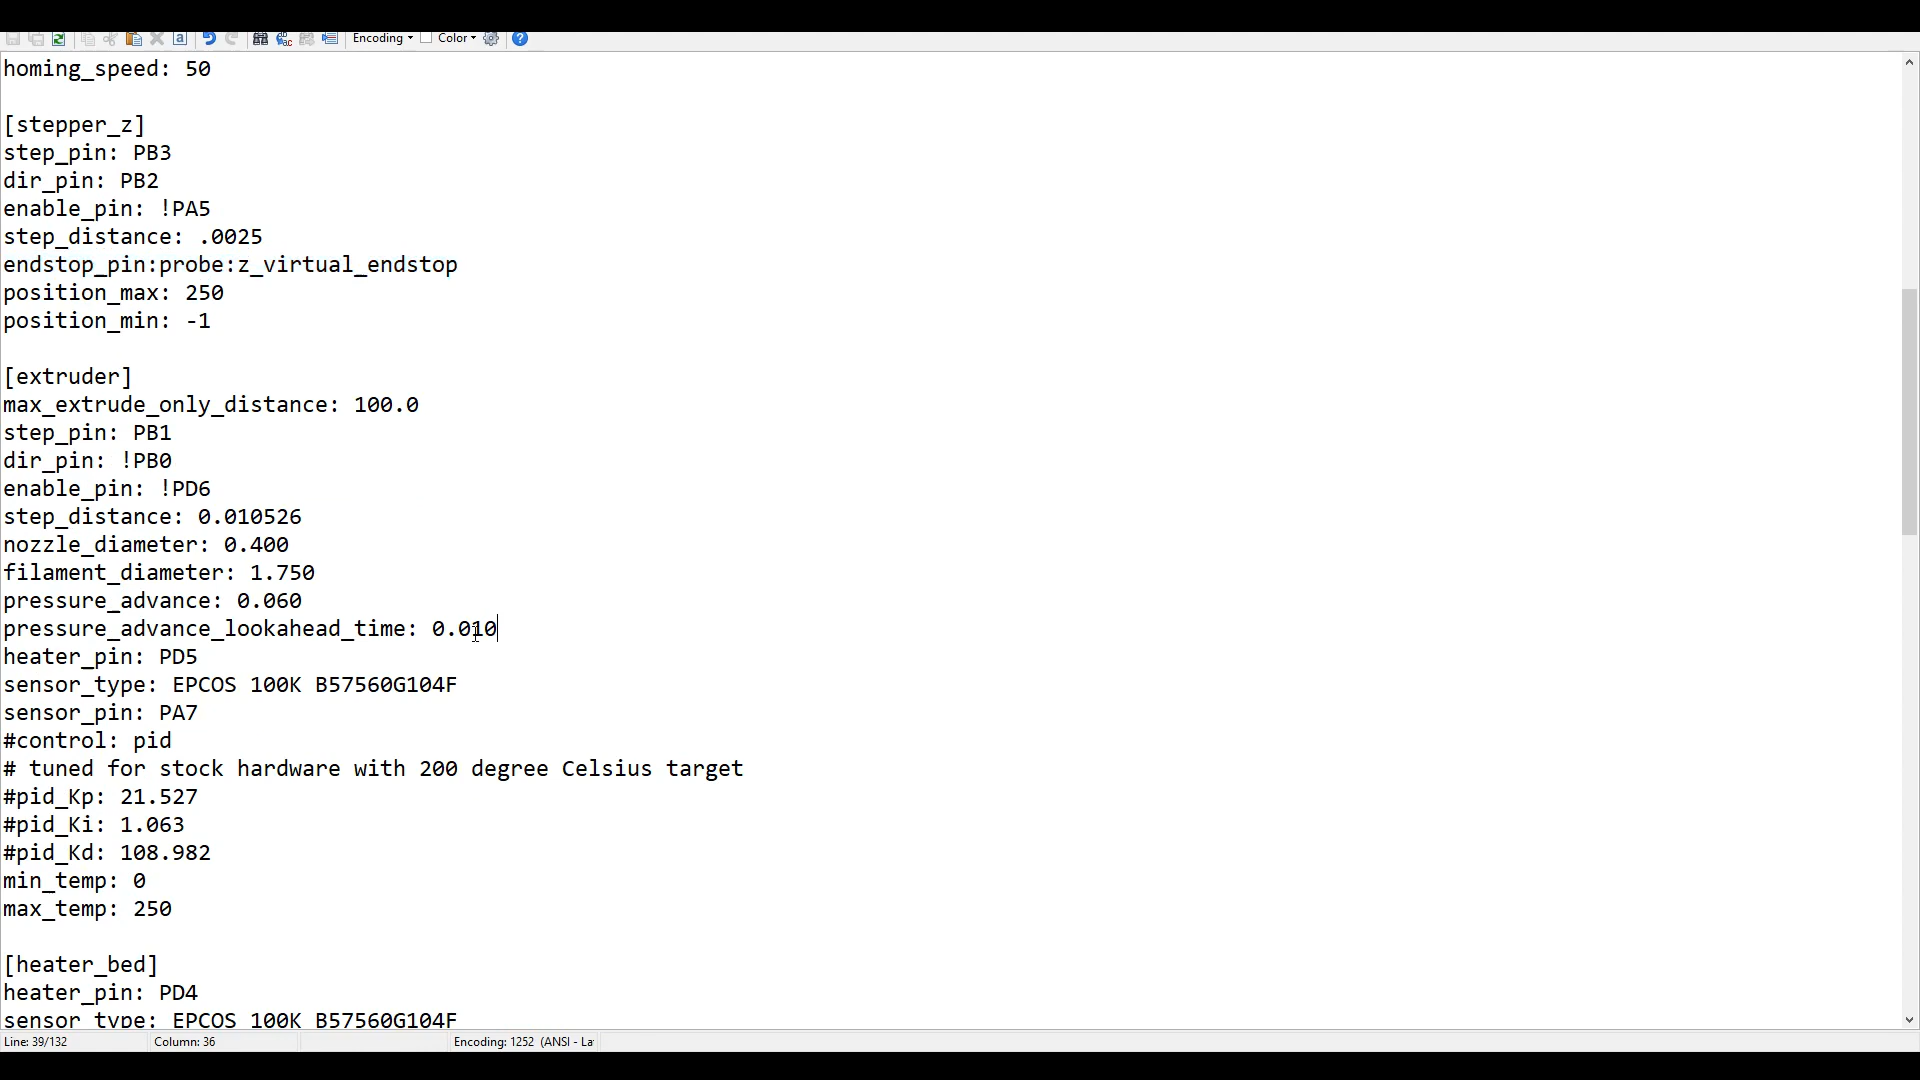 Encoding Color
homing_speed: 50
[stepper_z]
step_pin: PB3
dir_pin: PB2
enable_pin: !PA5
step_distance: .0025
endstop_pin:probe:z_virtual_endstop
position_max: 250
position_min: -1
[extruder]
max_extrude_only_distance: 100.0
step_pin: PB1
dir_pin: !PB0
enable_pin: !PD6
step_distance: 0.010526
nozzle_diameter: 0.400
filament_diameter: 1.750
pressure_advance: 0.060
pressure_advance_lookahead_time: 0.010
heater_pin: PD5
sensor_type: EPCOS 100K B57560G104F
sensor_pin: PA7
#control: pid
# tuned for stock hardware with 200 degree Celsius target
#pid_Kp: 21.527
#pid_Ki: 1.063
#pid_Kd: 108.982
min_temp: 0
max_temp: 250
[heater_bed]
heater_pin: PD4
sensor_type: EPCOS 100K B57560G104F
Line: 39/132 Column: 36 Encoding: 1252 (ANSI - La